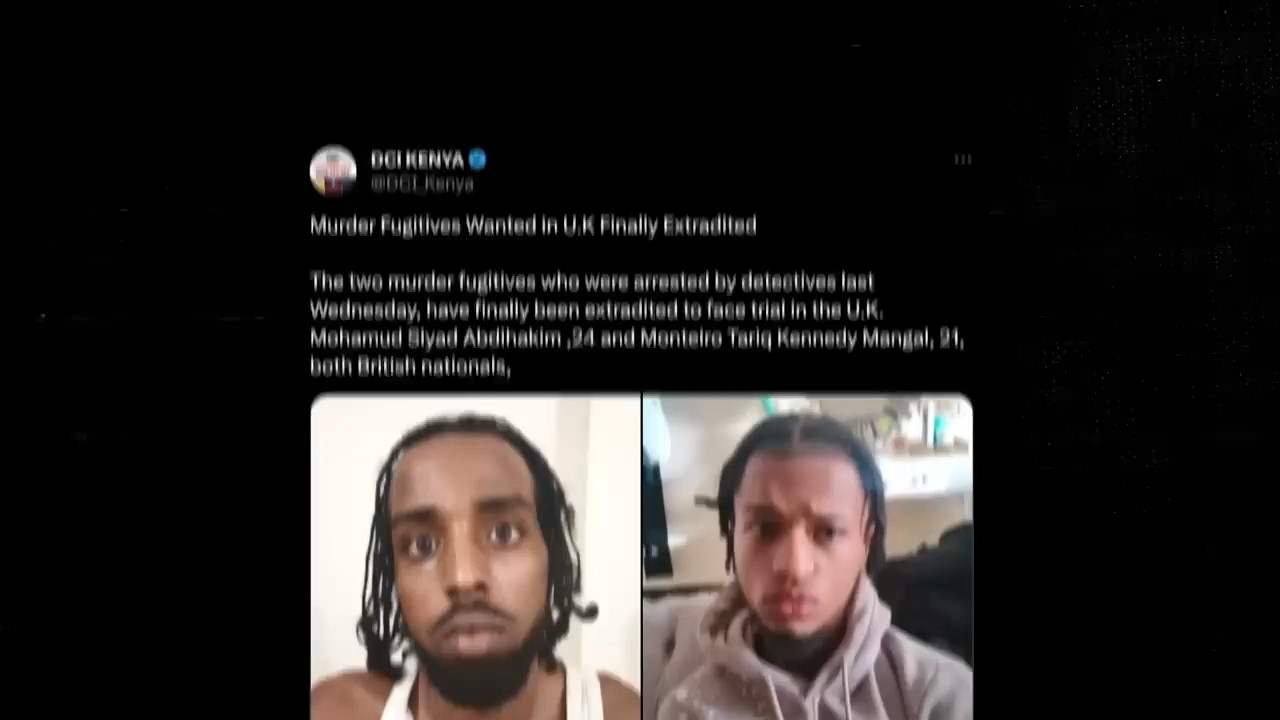 DCI KENYA
@DCI_Kenya
Murder Fugitives Wanted in U.K Finally Extradited
The two murder fugitives who were arrested by detectives last
Wednesday, have finally been extradited to face trial in the U.K.
Mohamud Siyad Abdihakim ,24 and Monteiro Tariq Kennedy Mangal, 21,
both British nationals,